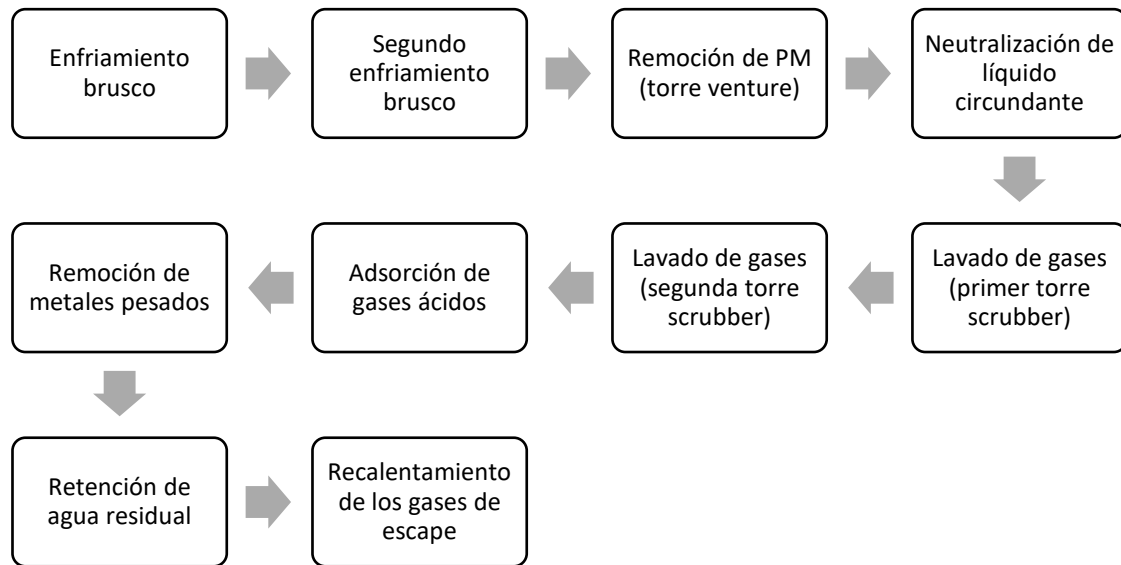 Enfriamiento
brusco
Segundo
enfriamiento
brusco
Remoción de PM
(torre venture)
Neutralización de
líquido
circundante
Lavado de gases
(primer torre
scrubber)
Lavado de gases
(segunda torre
scrubber)
Adsorción de
gases ácidos
Remoción de
metales pesados
Retención de
agua residual
Recalentamiento
de los gases de
escape